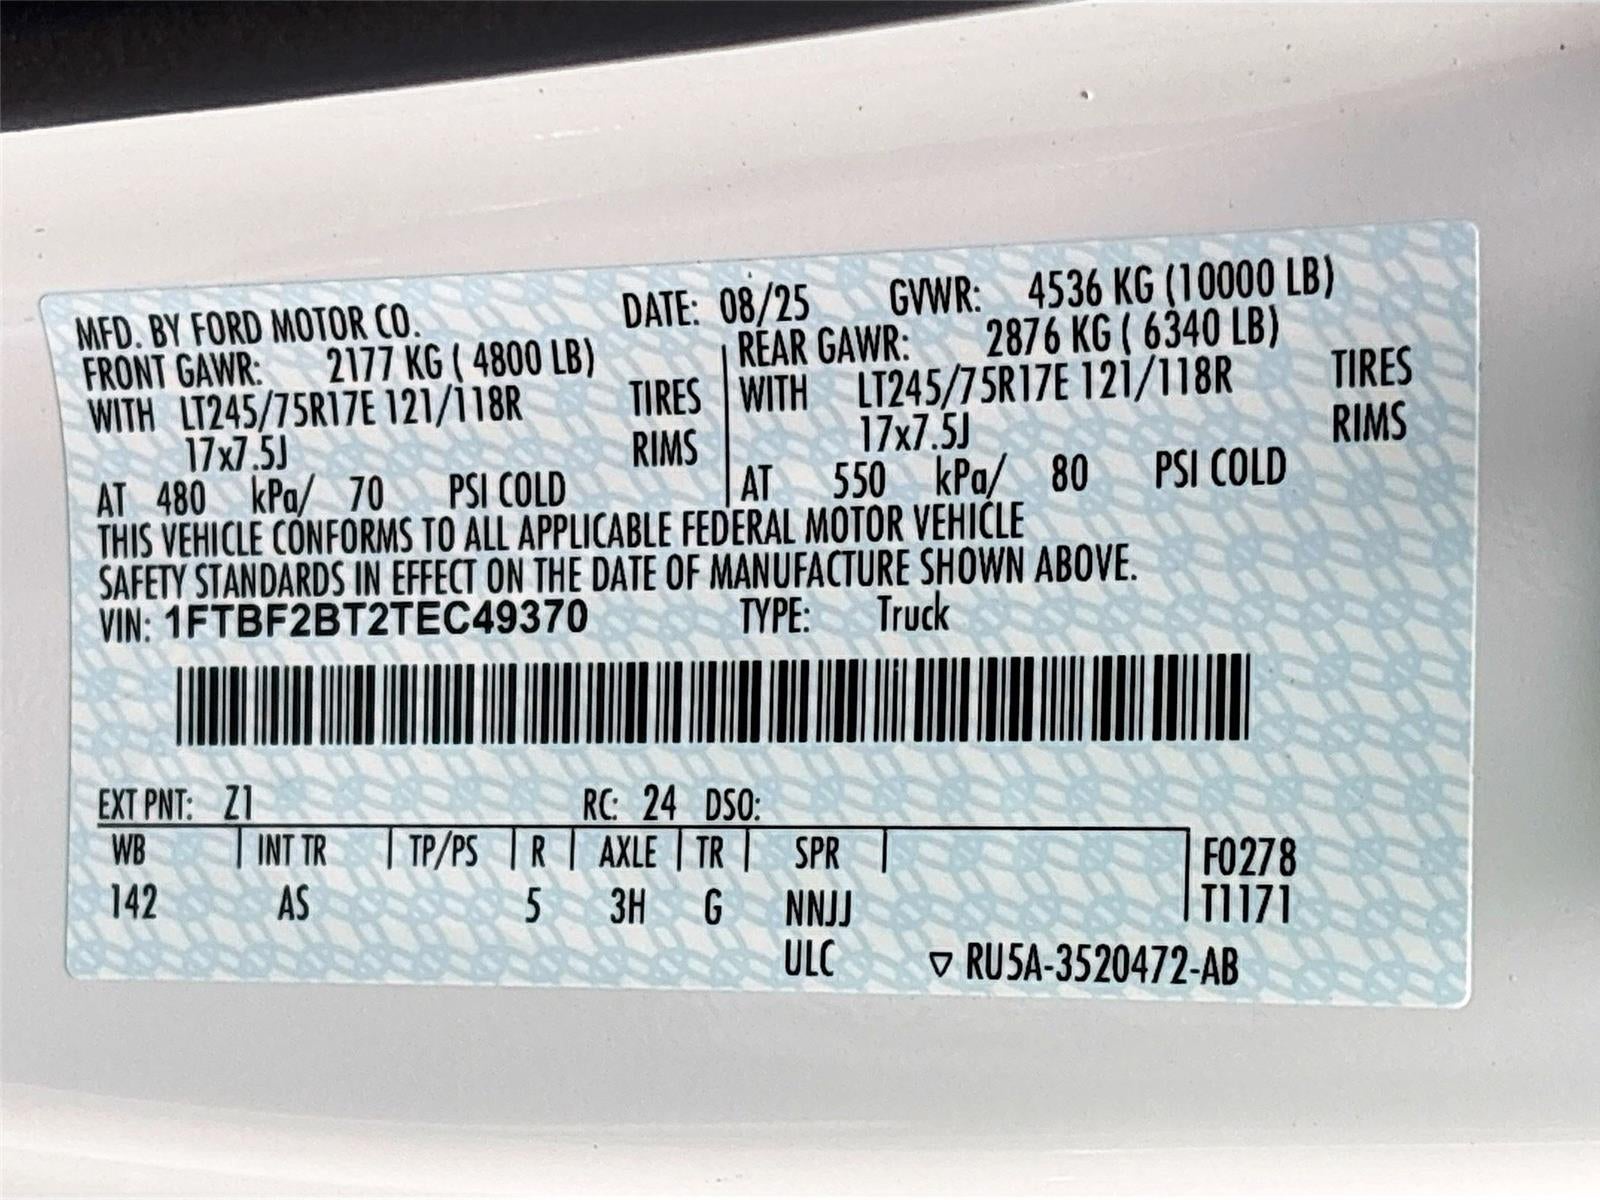 MFD. BY FORD MOTOR CO. DATE: 08/25 GVWR: 4536 KG (10000 LB)
FRONT GAWR: 2177 KG ( 4800 LB) REAR GAWR: 2876 KG ( 6340 LB)
WITH LT245/75R17E 121/118R TIRES WITH LT245/75R17E 121/118R TIRES
17x7.5J RIMS 17x7.5J RIMS
AT 480 kPa/ 70 PSI COLD AT 550 kPa/ 80 PSI COLD
THIS VEHICLE CONFORMS TO ALL APPLICABLE FEDERAL MOTOR VEHICLE
SAFETY STANDARDS IN EFFECT ON THE DATE OF MANUFACTURE SHOWN ABOVE.
VIN: 1FTBF2BT2TEC49370 TYPE: Truck
EXT PNT: Z1 RC: 24 DSO:
WB INT TR TP/PS R AXLE TR SPR F0278
142 AS 5 3H G NNJJ T1171
ULC ▽ RU5A-3520472-AB